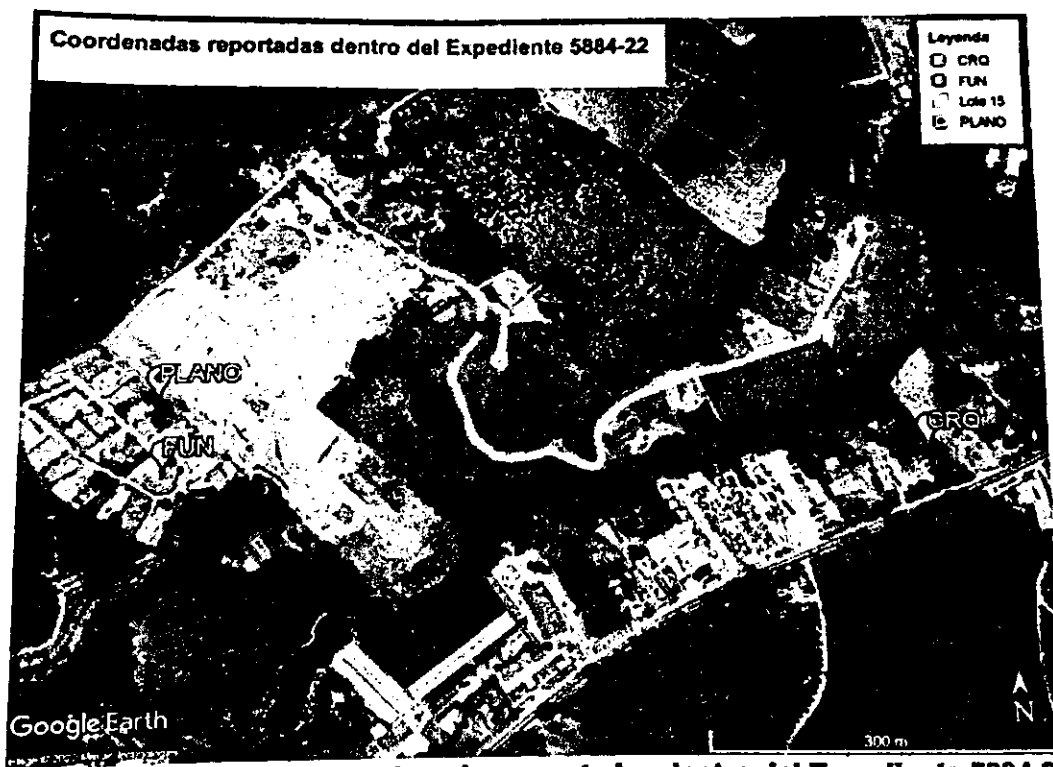 Coordenadas reportadas dentro del Expediente 5884-22
Leyenda
CRQ
FUN
Lote 15
PLANO
PLANO
FUN
CRQ
Google Earth
N
300 m